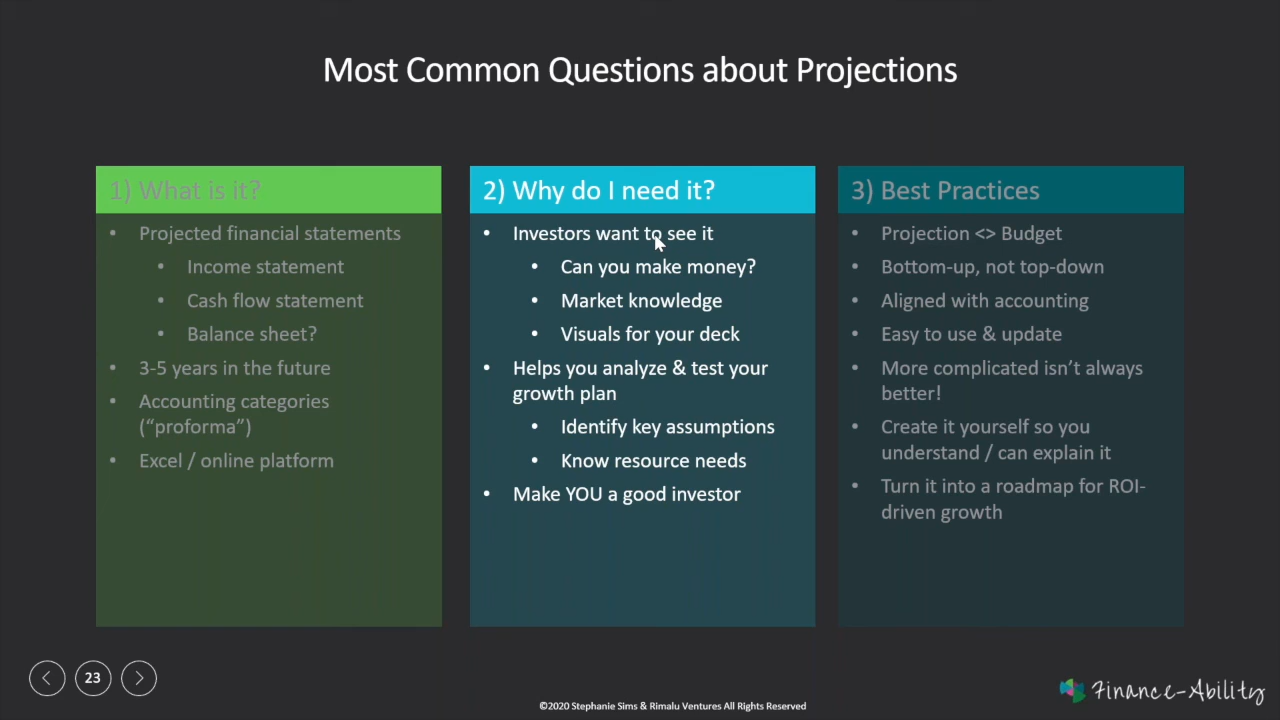 Most Common Questions about Projections
1) What is it?
• Projected financial statements
• Income statement
• Cash flow statement
• Balance sheet?
• 3-5 years in the future
• Accounting categories
("proforma")
• Excel / online platform
2) Why do I need it?
• Investors want to see it
• Can you make money?
• Market knowledge
• Visuals for your deck
• Helps you analyze & test your
growth plan
• Identify key assumptions
• Know resource needs
• Make YOU a good investor
3) Best Practices
• Projection <> Budget
• Bottom-up, not top-down
• Aligned with accounting
• Easy to use & update
• More complicated isn't always
better!
• Create it yourself so you
understand / can explain it
• Turn it into a roadmap for ROI-
driven growth
23
©2020 Stephanie Sims & Rimalu Ventures All Rights Reserved
Finance-Ability